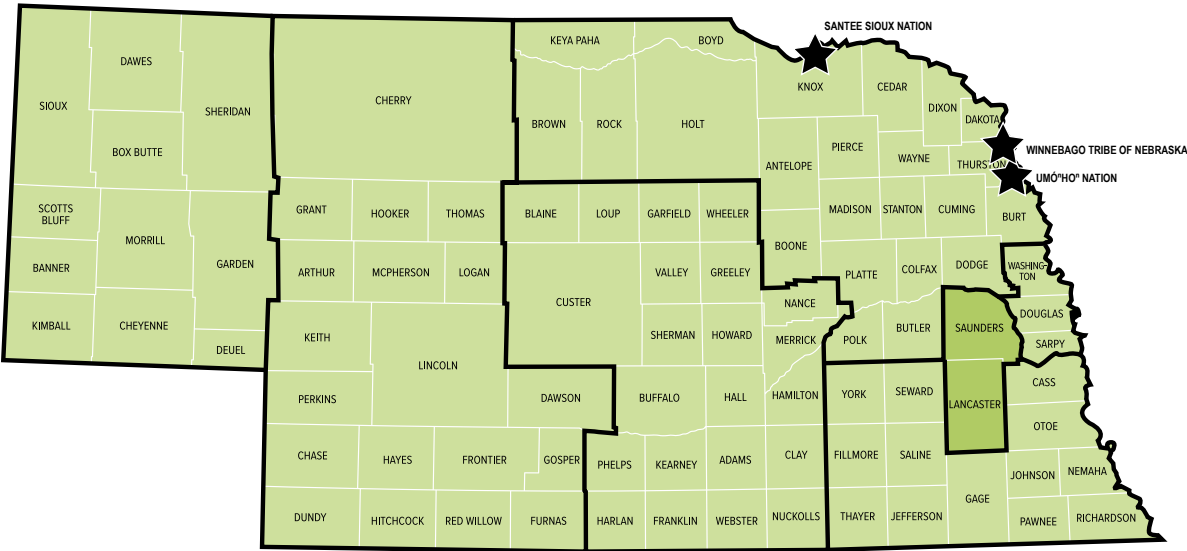 SANTEE SIOUX NATION
KEYA PAHA
BOYD
DAWES
SIOUX
SHERIDAN
CHERRY
KNOX
CEDAR
DIXON
DAKOTA
BOX BUTTE
BROWN
ROCK
HOLT
PIERCE
WINNEBAGO TRIBE OF NEBRASKA
ANTELOPE
WAYNE
THURSTON
UMÓⁿHOⁿ NATION
SCOTTS
BLUFF
GRANT
HOOKER
THOMAS
BLAINE
LOUP
GARFIELD
WHEELER
MADISON
STANTON
CUMING
BURT
MORRILL
BOONE
BANNER
GARDEN
ARTHUR
MCPHERSON
LOGAN
VALLEY
GREELEY
PLATTE
COLFAX
DODGE
WASHING-
TON
CUSTER
NANCE
KIMBALL
CHEYENNE
KEITH
SHERMAN
HOWARD
MERRICK
POLK
BUTLER
SAUNDERS
DOUGLAS
SARPY
DEUEL
LINCOLN
PERKINS
DAWSON
BUFFALO
HALL
HAMILTON
YORK
SEWARD
LANCASTER
CASS
OTOE
CHASE
HAYES
FRONTIER
GOSPER
PHELPS
KEARNEY
ADAMS
CLAY
FILLMORE
SALINE
JOHNSON
NEMAHA
GAGE
DUNDY
HITCHCOCK
RED WILLOW
FURNAS
HARLAN
FRANKLIN
WEBSTER
NUCKOLLS
THAYER
JEFFERSON
PAWNEE
RICHARDSON